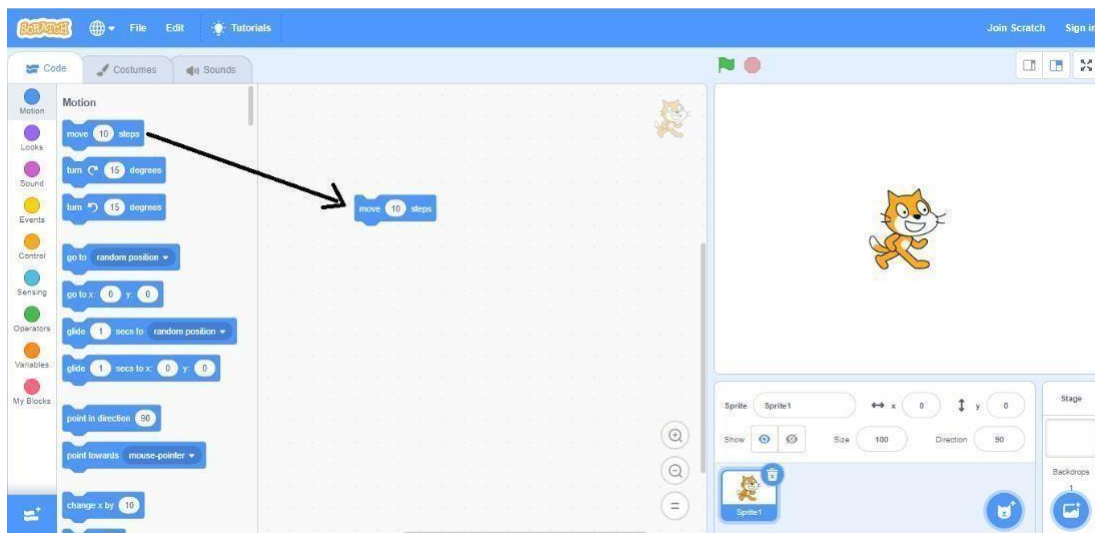 SCRATCH File Edit Tutorials Join Scratch Sign in
Code Costumes Sounds
Motion
Looks
Sound
Events
Control
Sensing
Operators
Variables
My Blocks
Motion
move 10 steps
turn 15 degrees
turn 15 degrees
go to random position
go to x: 0 y: 0
glide 1 secs to random position
glide 1 secs to x: 0 y: 0
point in direction 90
point towards mouse-pointer
change x by 10
move 10 steps
Sprite Sprite1 x 0 y 0
Show Size 100 Direction 90
Sprite1
Stage
Backdrops
1